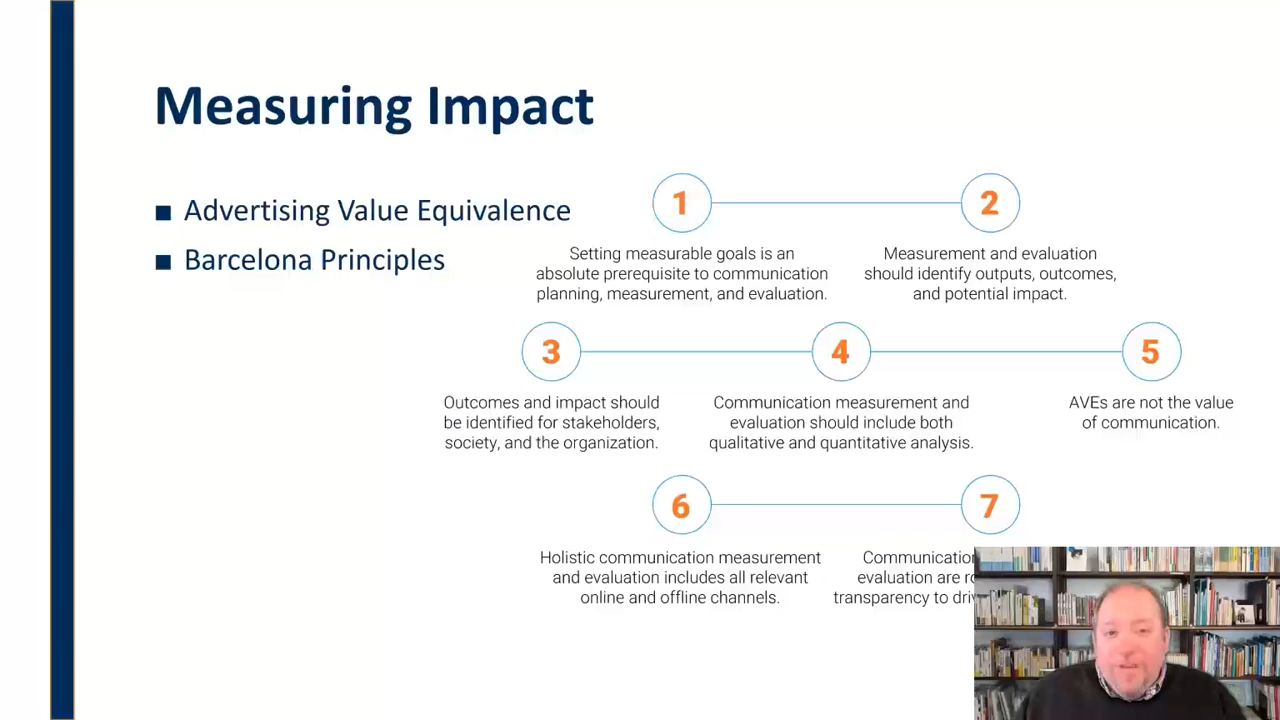 Measuring Impact
■ Advertising Value Equivalence
■ Barcelona Principles
1
Setting measurable goals is an
absolute prerequisite to communication
planning, measurement, and evaluation.
2
Measurement and evaluation
should identify outputs, outcomes,
and potential impact.
3
Outcomes and impact should
be identified for stakeholders,
society, and the organization.
4
Communication measurement and
evaluation should include both
qualitative and quantitative analysis.
5
AVEs are not the value
of communication.
6
Holistic communication measurement
and evaluation includes all relevant
online and offline channels.
7
Communication
evaluation are
transparency to